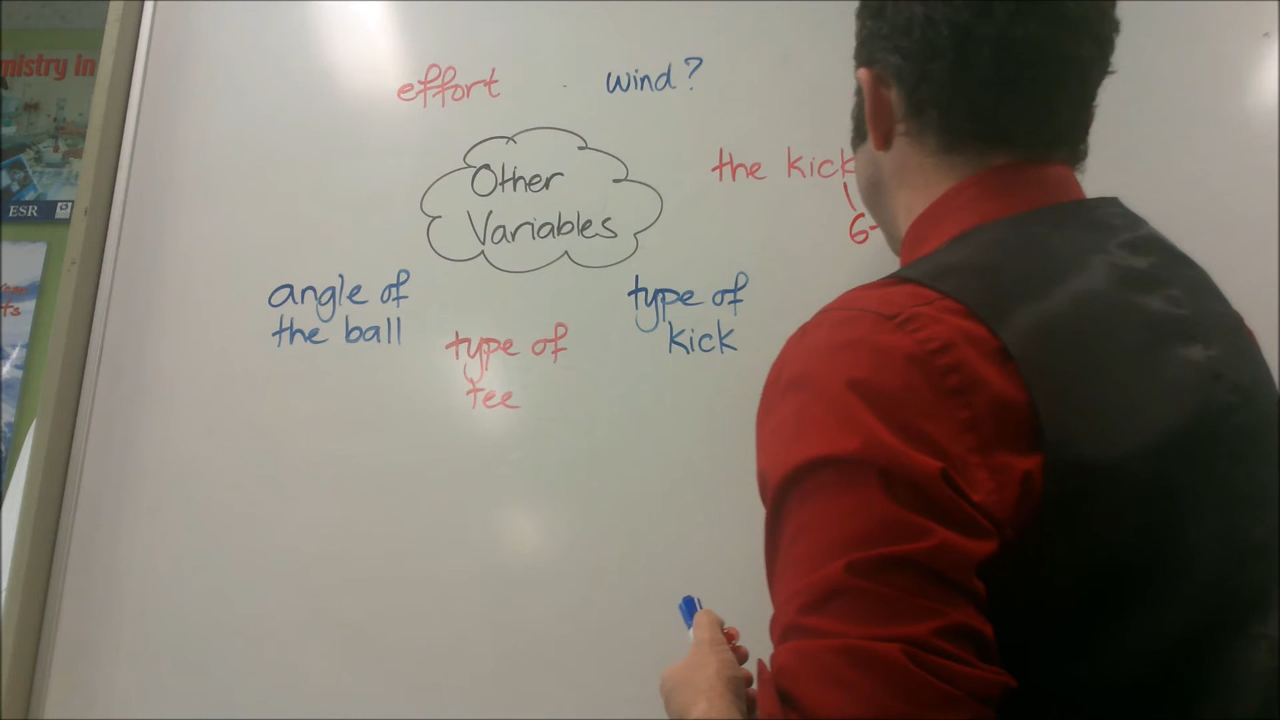 mistry in
ESR
effort
wind?
Other
Variables
the kick
6-
angle of
the ball
type of
tee
type of
kick